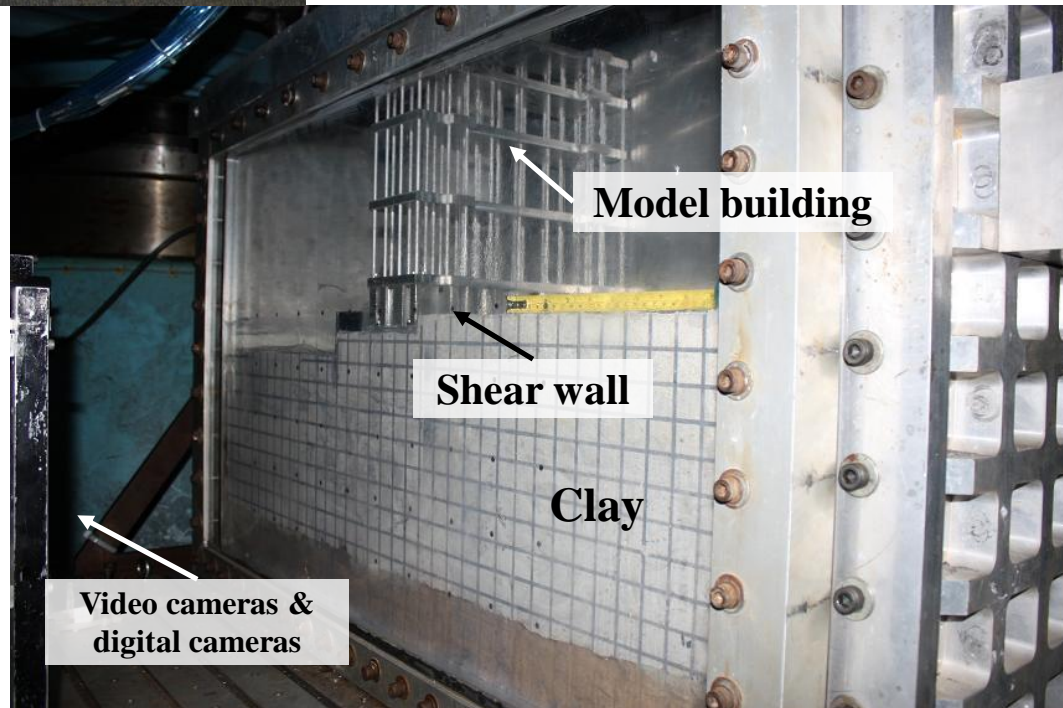 Model building
Shear wall
Clay
Video cameras &
digital cameras